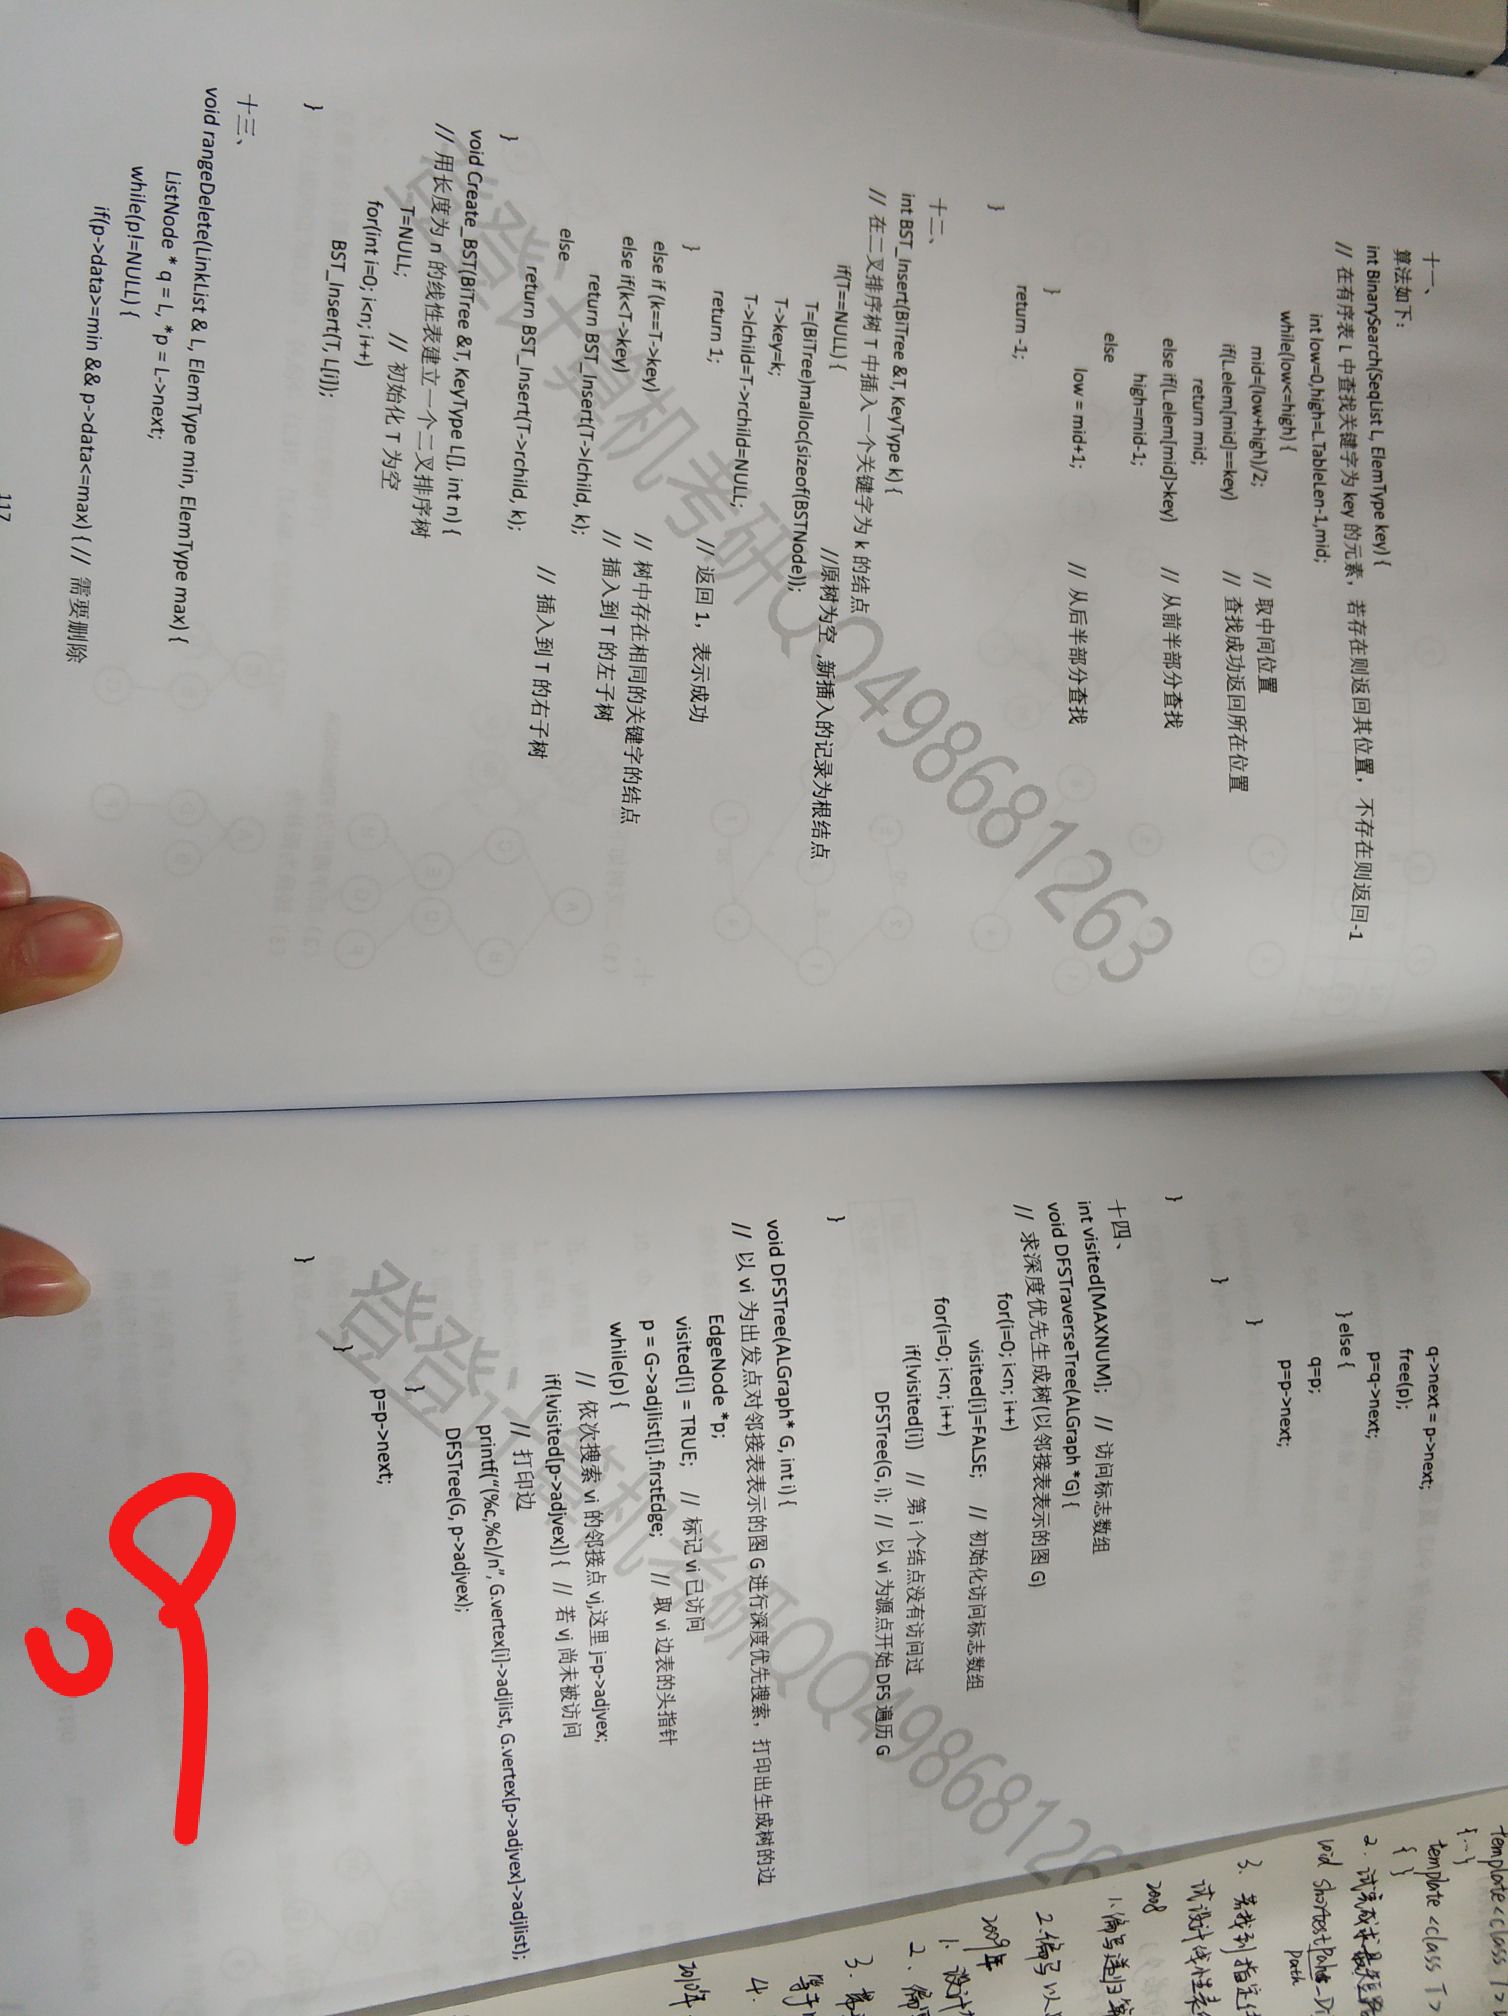 十一、
算法如下：
int BinarySearch(SeqList L, ElemType key) {
// 在有序表 L 中查找关键字为 key 的元素，若存在则返回其位置，不存在则返回-1
int low=0,high=L.TableLen-1,mid;
while(low<=high) {
mid=(low+high)/2; // 取中间位置
if(L.elem[mid]==key) // 查找成功返回所在位置
return mid;
else if(L.elem[mid]>key) // 从前半部分查找
high=mid-1;
else
low = mid+1; // 从后半部分查找
}
return -1;
}
十二、
int BST_Insert(BiTree &T, KeyType k) {
// 在二叉排序树 T 中插入一个关键字为 k 的结点
if(T==NULL) { //原树为空 ,新插入的记录为根结点
T=(BiTree)malloc(sizeof(BSTNode));
T->key=k;
T->lchild=T->rchild=NULL;
return 1; // 返回 1，表示成功
}
else if (k==T->key) // 树中存在相同的关键字的结点
else if(k<T->key) // 插入到 T 的左子树
return BST_Insert(T->lchild, k);
else // 插入到 T 的右子树
return BST_Insert(T->rchild, k);
}
void Create_BST(BiTree &T, KeyType L[], int n) {
// 用长度为 n 的线性表建立一个二叉排序树
T=NULL; // 初始化 T 为空
for(int i=0; i<n; i++)
BST_Insert(T, L[i]);
}
十三、
void rangeDelete(LinkList & L, ElemType min, ElemType max) {
ListNode * q = L, *p = L->next;
while(p!=NULL) {
if(p->data>=min && p->data<=max) { // 需要删除
117
登登计算机考研QQ498681263
q->next = p->next;
free(p);
p=q->next;
} else {
q=p;
p=p->next;
}
}
}
十四、
int visited[MAXNUM]; // 访问标志数组
void DFSTraverseTree(ALGraph *G) {
// 求深度优先生成树(以邻接表表示的图 G)
for(i=0; i<n; i++)
visited[i]=FALSE; // 初始化访问标志数组
for(i=0; i<n; i++)
if(!visited[i]) // 第 i 个结点没有访问过
DFSTree(G, i); // 以 vi 为源点开始 DFS 遍历 G
}
void DFSTree(ALGraph* G, int i) {
// 以 vi 为出发点对邻接表表示的图 G 进行深度优先搜索，打印出生成树的边
EdgeNode *p;
visited[i] = TRUE; // 标记 vi 已访问
p = G->adjlist[i].firstEdge; // 取 vi 边表的头指针
while(p) {
// 依次搜索 vi 的邻接点 vj,这里 j=p->adjvex;
if(!visited[p->adjvex]) { // 若 vj 尚未被访问
// 打印边
printf("(%c,%c)/n", G.vertex[i]->adjlist, G.vertex[p->adjvex]->adjlist);
DFSTree(G, p->adjvex);
}
p=p->next;
}
}
登登计算机考研QQ49868126
template<class T>
{...}
template <class T>
{ }
2. 试完成求最短路
void shortestPaht_Di
path
3. 若找到指定
试设计线性表
2008
1.编写递归算
2.编写以
2009年
1. 设计
2. 编写
3.
等于
4.
2010年